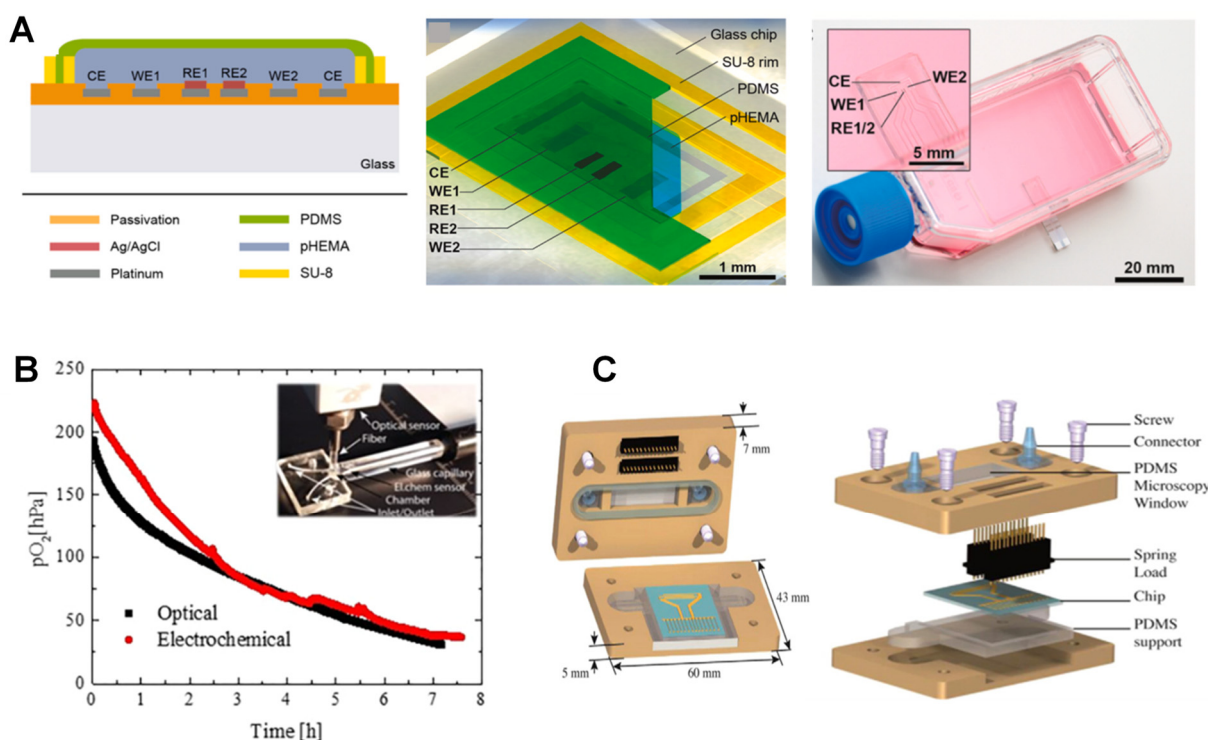 A
CE
WE1
RE1
RE2
WE2
CE
Glass
Passivation
Ag/AgCl
Platinum
PDMS
pHEMA
SU-8
Glass chip
SU-8 rim
PDMS
pHEMA
CE
WE1
RE1
RE2
WE2
1 mm
CE
WE1
RE1/2
WE2
5 mm
20 mm
B
250
200
150
100
50
0
pO2[hPa]
0 1 2 3 4 5 6 7 8
Time [h]
Optical
Electrochemical
Optical sensor
Fiber
Glass capillary
El.chem sensor
Chamber
Inlet/Outlet
C
7 mm
43 mm
5 mm
60 mm
Screw
Connector
PDMS
Microscopy
Window
Spring
Load
Chip
PDMS
support